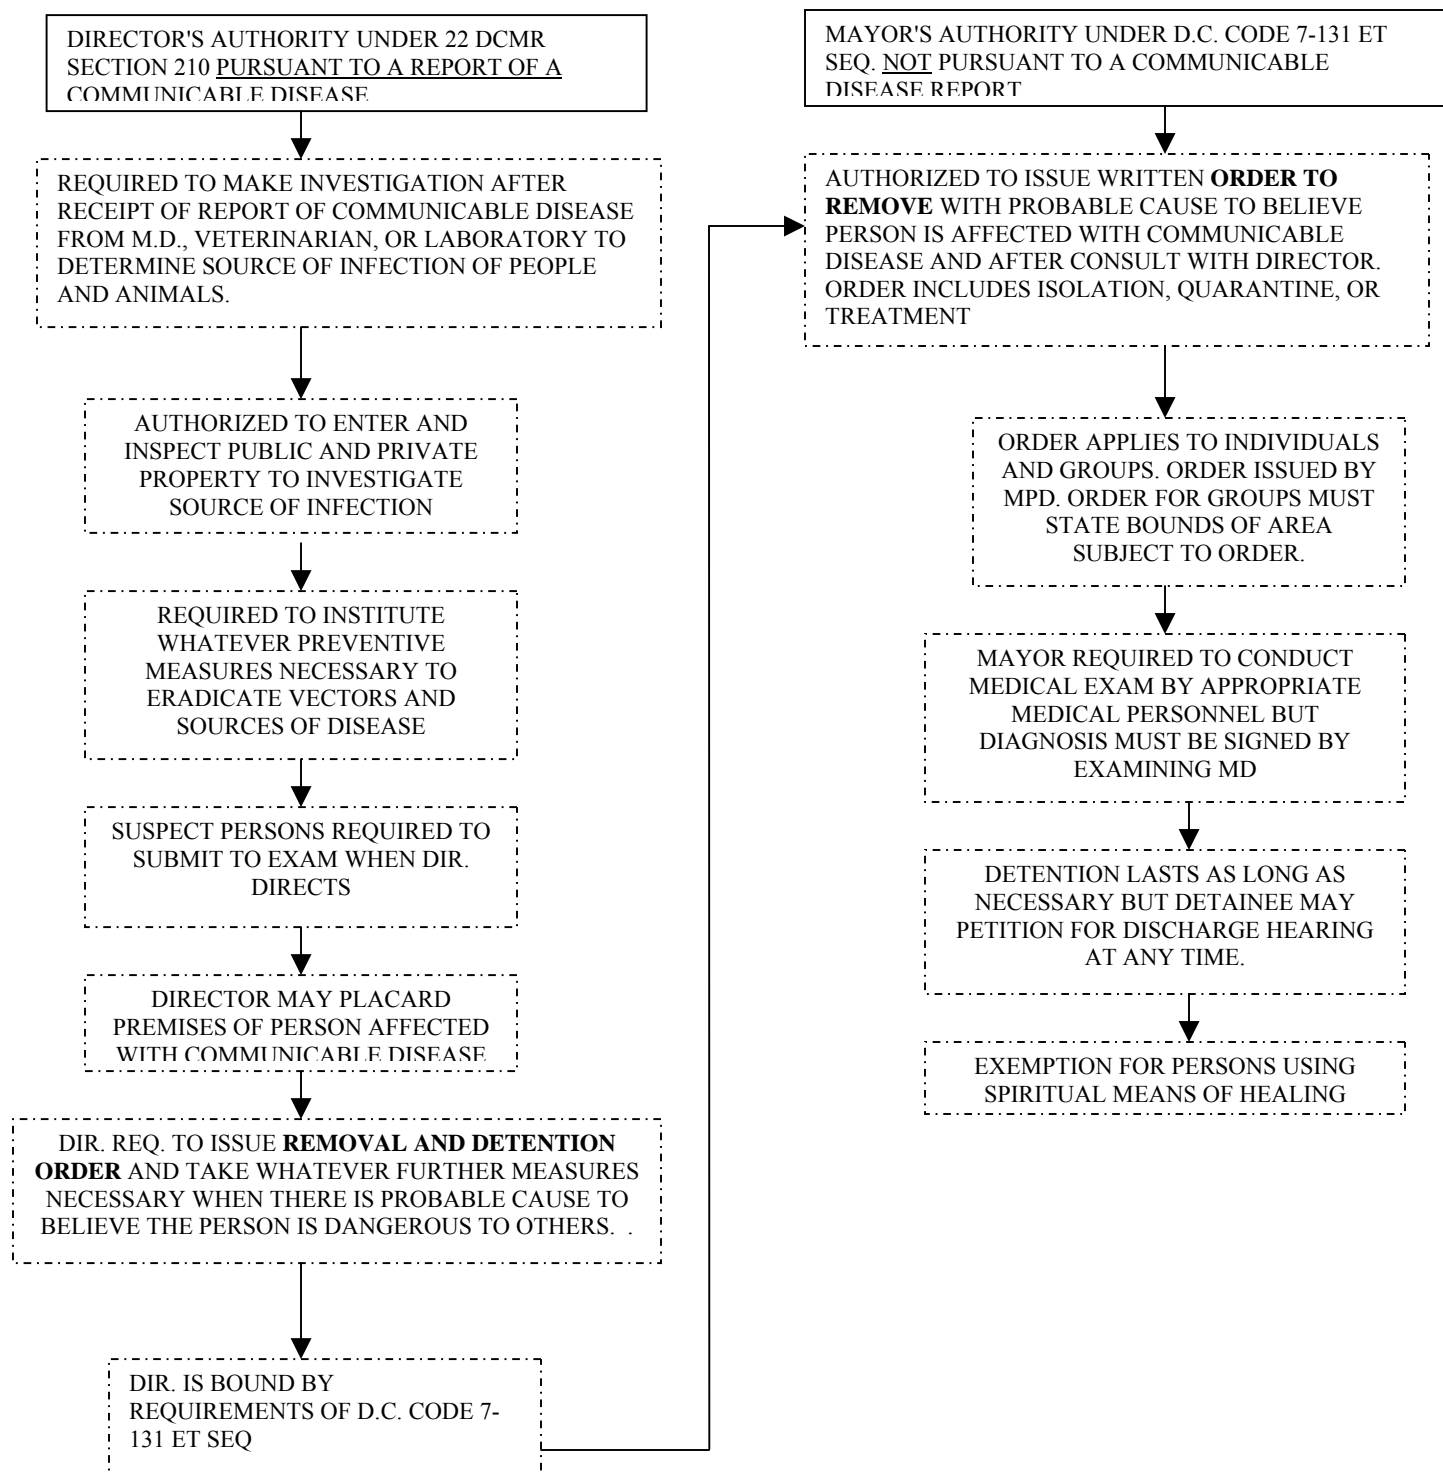 DIRECTOR'S AUTHORITY UNDER 22 DCMR
SECTION 210 PURSUANT TO A REPORT OF A
COMMUNICABLE DISEASE
REQUIRED TO MAKE INVESTIGATION AFTER
RECEIPT OF REPORT OF COMMUNICABLE DISEASE
FROM M.D., VETERINARIAN, OR LABORATORY TO
DETERMINE SOURCE OF INFECTION OF PEOPLE
AND ANIMALS.
AUTHORIZED TO ENTER AND
INSPECT PUBLIC AND PRIVATE
PROPERTY TO INVESTIGATE
SOURCE OF INFECTION
REQUIRED TO INSTITUTE
WHATEVER PREVENTIVE
MEASURES NECESSARY TO
ERADICATE VECTORS AND
SOURCES OF DISEASE
SUSPECT PERSONS REQUIRED TO
SUBMIT TO EXAM WHEN DIR.
DIRECTS
DIRECTOR MAY PLACARD
PREMISES OF PERSON AFFECTED
WITH COMMUNICABLE DISEASE
DIR. REQ. TO ISSUE REMOVAL AND DETENTION
ORDER AND TAKE WHATEVER FURTHER MEASURES
NECESSARY WHEN THERE IS PROBABLE CAUSE TO
BELIEVE THE PERSON IS DANGEROUS TO OTHERS. .
DIR. IS BOUND BY
REQUIREMENTS OF D.C. CODE 7-
131 ET SEQ
MAYOR'S AUTHORITY UNDER D.C. CODE 7-131 ET
SEQ. NOT PURSUANT TO A COMMUNICABLE
DISEASE REPORT
AUTHORIZED TO ISSUE WRITTEN ORDER TO
REMOVE WITH PROBABLE CAUSE TO BELIEVE
PERSON IS AFFECTED WITH COMMUNICABLE
DISEASE AND AFTER CONSULT WITH DIRECTOR.
ORDER INCLUDES ISOLATION, QUARANTINE, OR
TREATMENT
ORDER APPLIES TO INDIVIDUALS
AND GROUPS. ORDER ISSUED BY
MPD. ORDER FOR GROUPS MUST
STATE BOUNDS OF AREA
SUBJECT TO ORDER.
MAYOR REQUIRED TO CONDUCT
MEDICAL EXAM BY APPROPRIATE
MEDICAL PERSONNEL BUT
DIAGNOSIS MUST BE SIGNED BY
EXAMINING MD
DETENTION LASTS AS LONG AS
NECESSARY BUT DETAINEE MAY
PETITION FOR DISCHARGE HEARING
AT ANY TIME.
EXEMPTION FOR PERSONS USING
SPIRITUAL MEANS OF HEALING